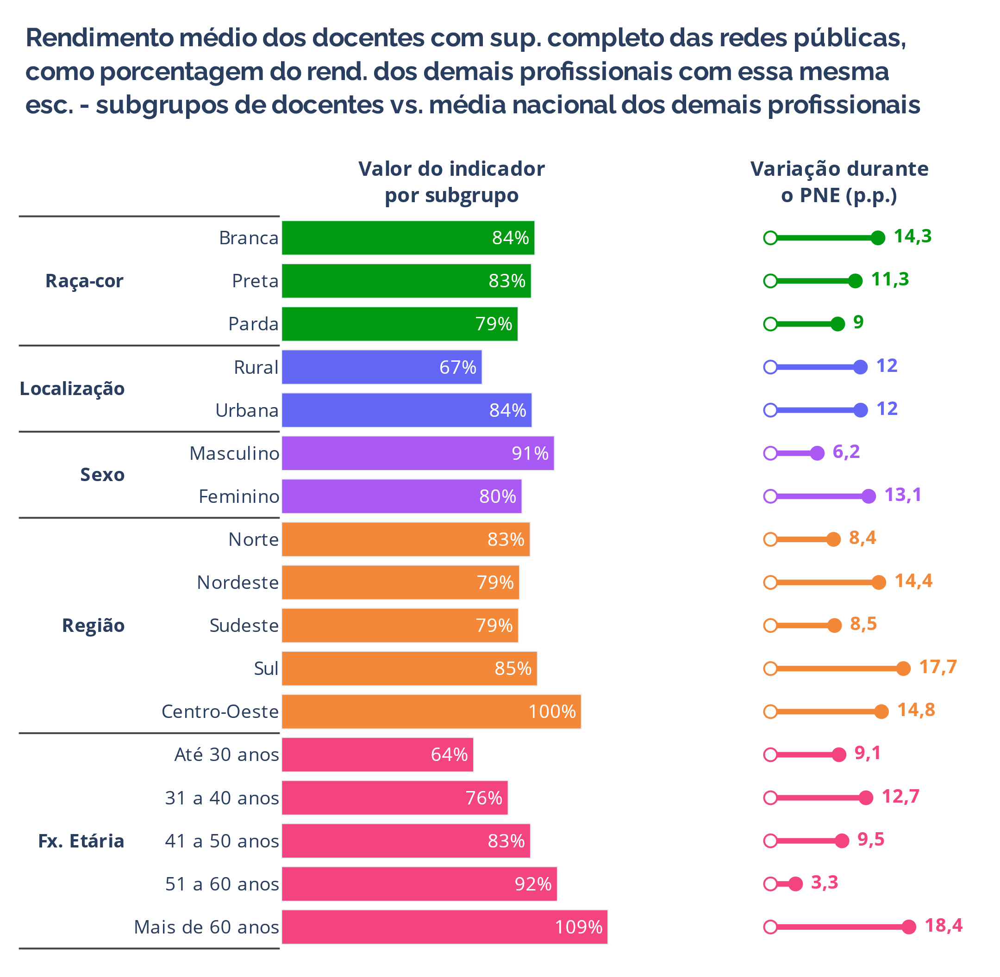 Rendimento médio dos docentes com sup. completo das redes públicas,
como porcentagem do rend. dos demais profissionais com essa mesma
esc. - subgrupos de docentes vs. média nacional dos demais profissionais
Valor do indicador
por subgrupo
Variação durante
o PNE (p.p.)
Raça-cor
Branca 84% 14,3
Preta 83% 11,3
Parda 79% 9
Localização
Rural 67% 12
Urbana 84% 12
Sexo
Masculino 91% 6,2
Feminino 80% 13,1
Região
Norte 83% 8,4
Nordeste 79% 14,4
Sudeste 79% 8,5
Sul 85% 17,7
Centro-Oeste 100% 14,8
Fx. Etária
Até 30 anos 64% 9,1
31 a 40 anos 76% 12,7
41 a 50 anos 83% 9,5
51 a 60 anos 92% 3,3
Mais de 60 anos 109% 18,4